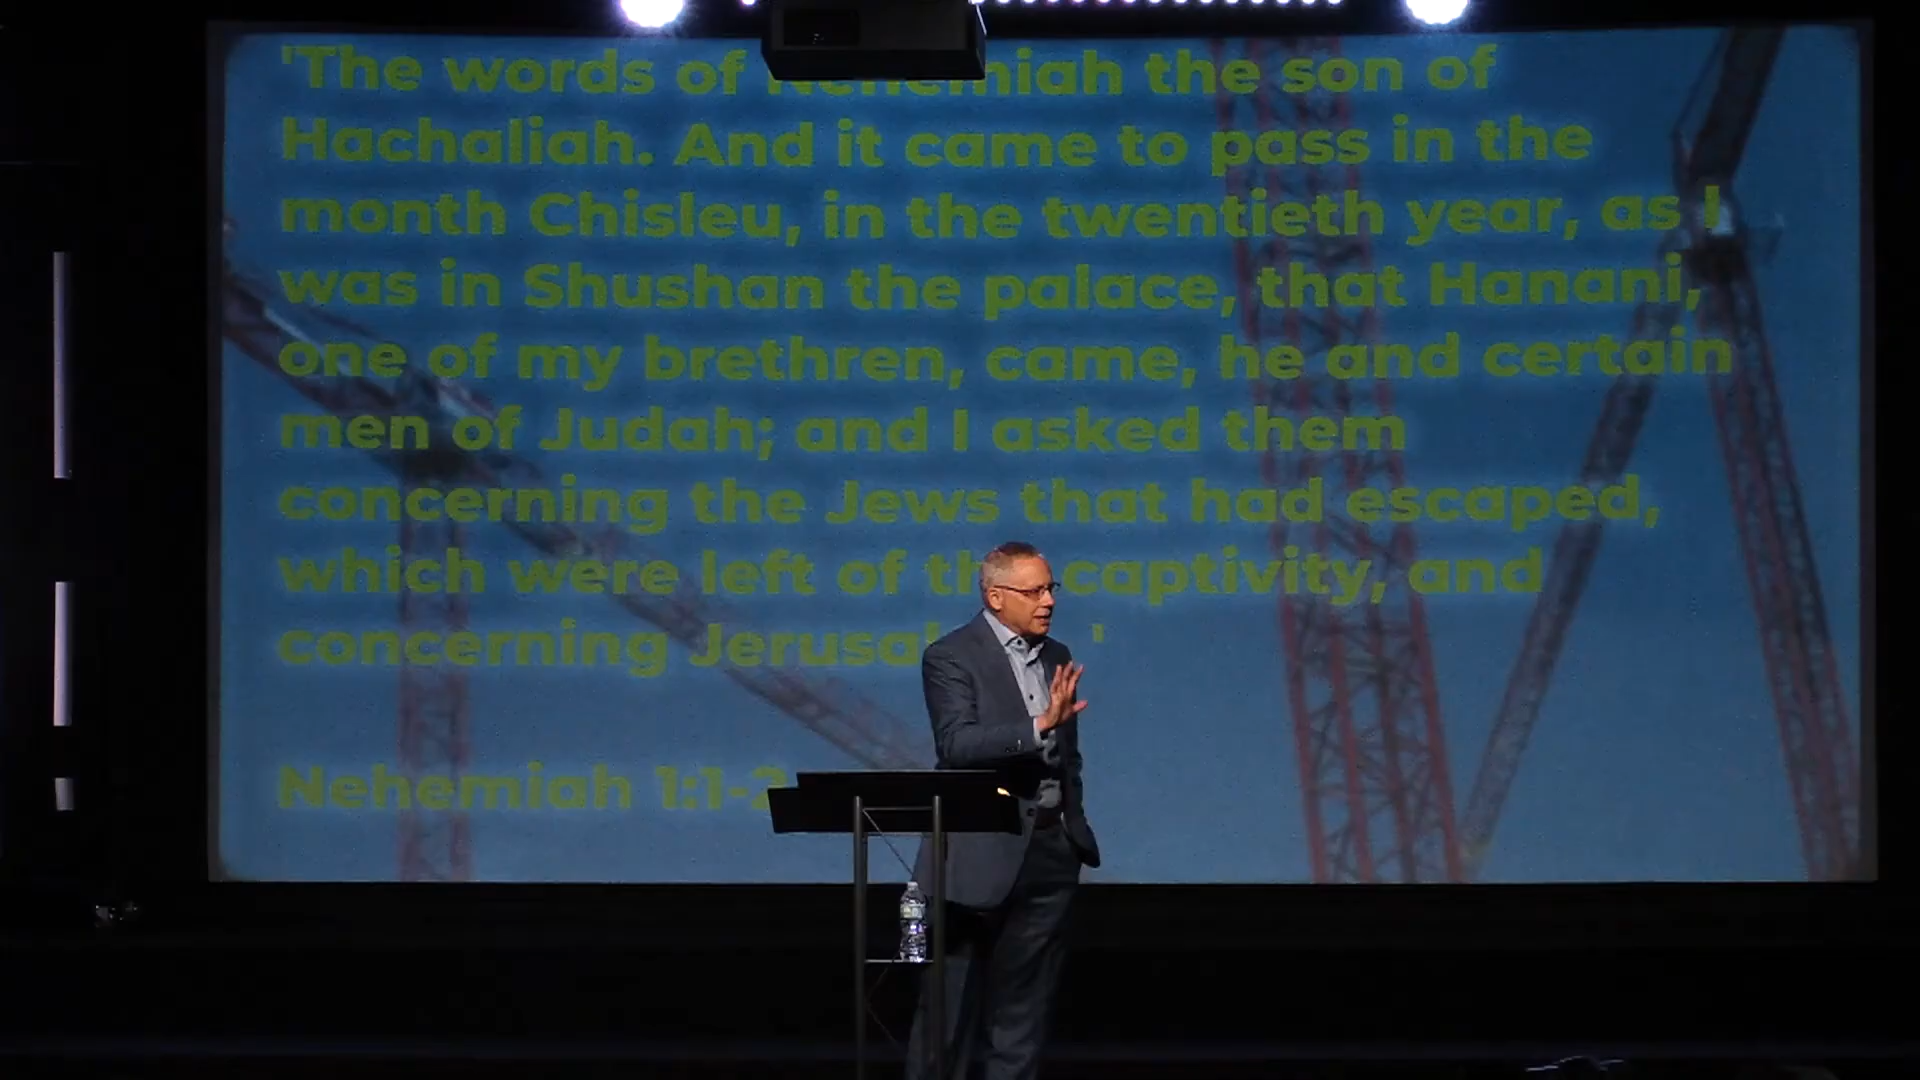 'The words of Nehemiah the son of
Hachaliah. And it came to pass in the
month Chisleu, in the twentieth year, as I
was in Shushan the palace, that Hanani,
one of my brethren, came, he and certain
men of Judah; and I asked them
concerning the Jews that had escaped,
which were left of the captivity, and
concerning '
Nehemiah 1:1-2